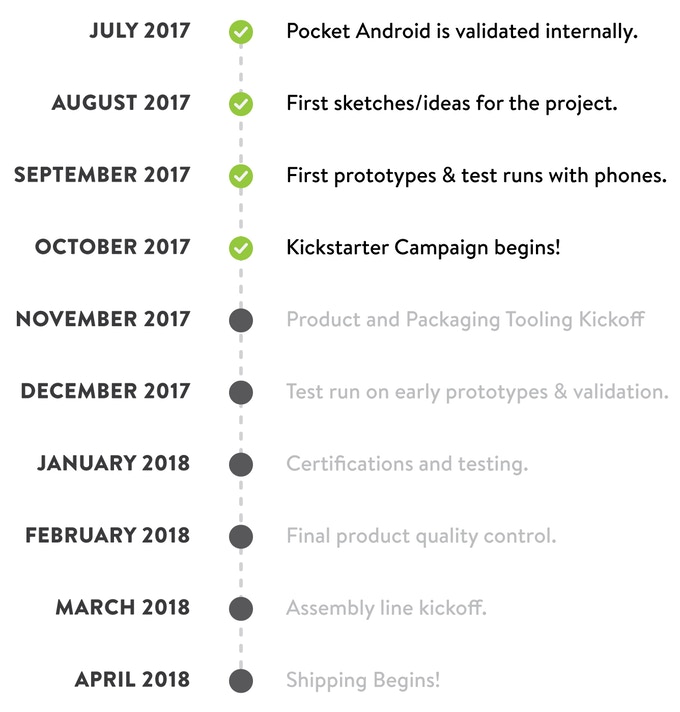 JULY 2017 Pocket Android is validated internally.
AUGUST 2017 First sketches/ideas for the project.
SEPTEMBER 2017 First prototypes & test runs with phones.
OCTOBER 2017 Kickstarter Campaign begins!
NOVEMBER 2017 Product and Packaging Tooling Kickoff
DECEMBER 2017 Test run on early prototypes & validation.
JANUARY 2018 Certifications and testing.
FEBRUARY 2018 Final product quality control.
MARCH 2018 Assembly line kickoff.
APRIL 2018 Shipping Begins!